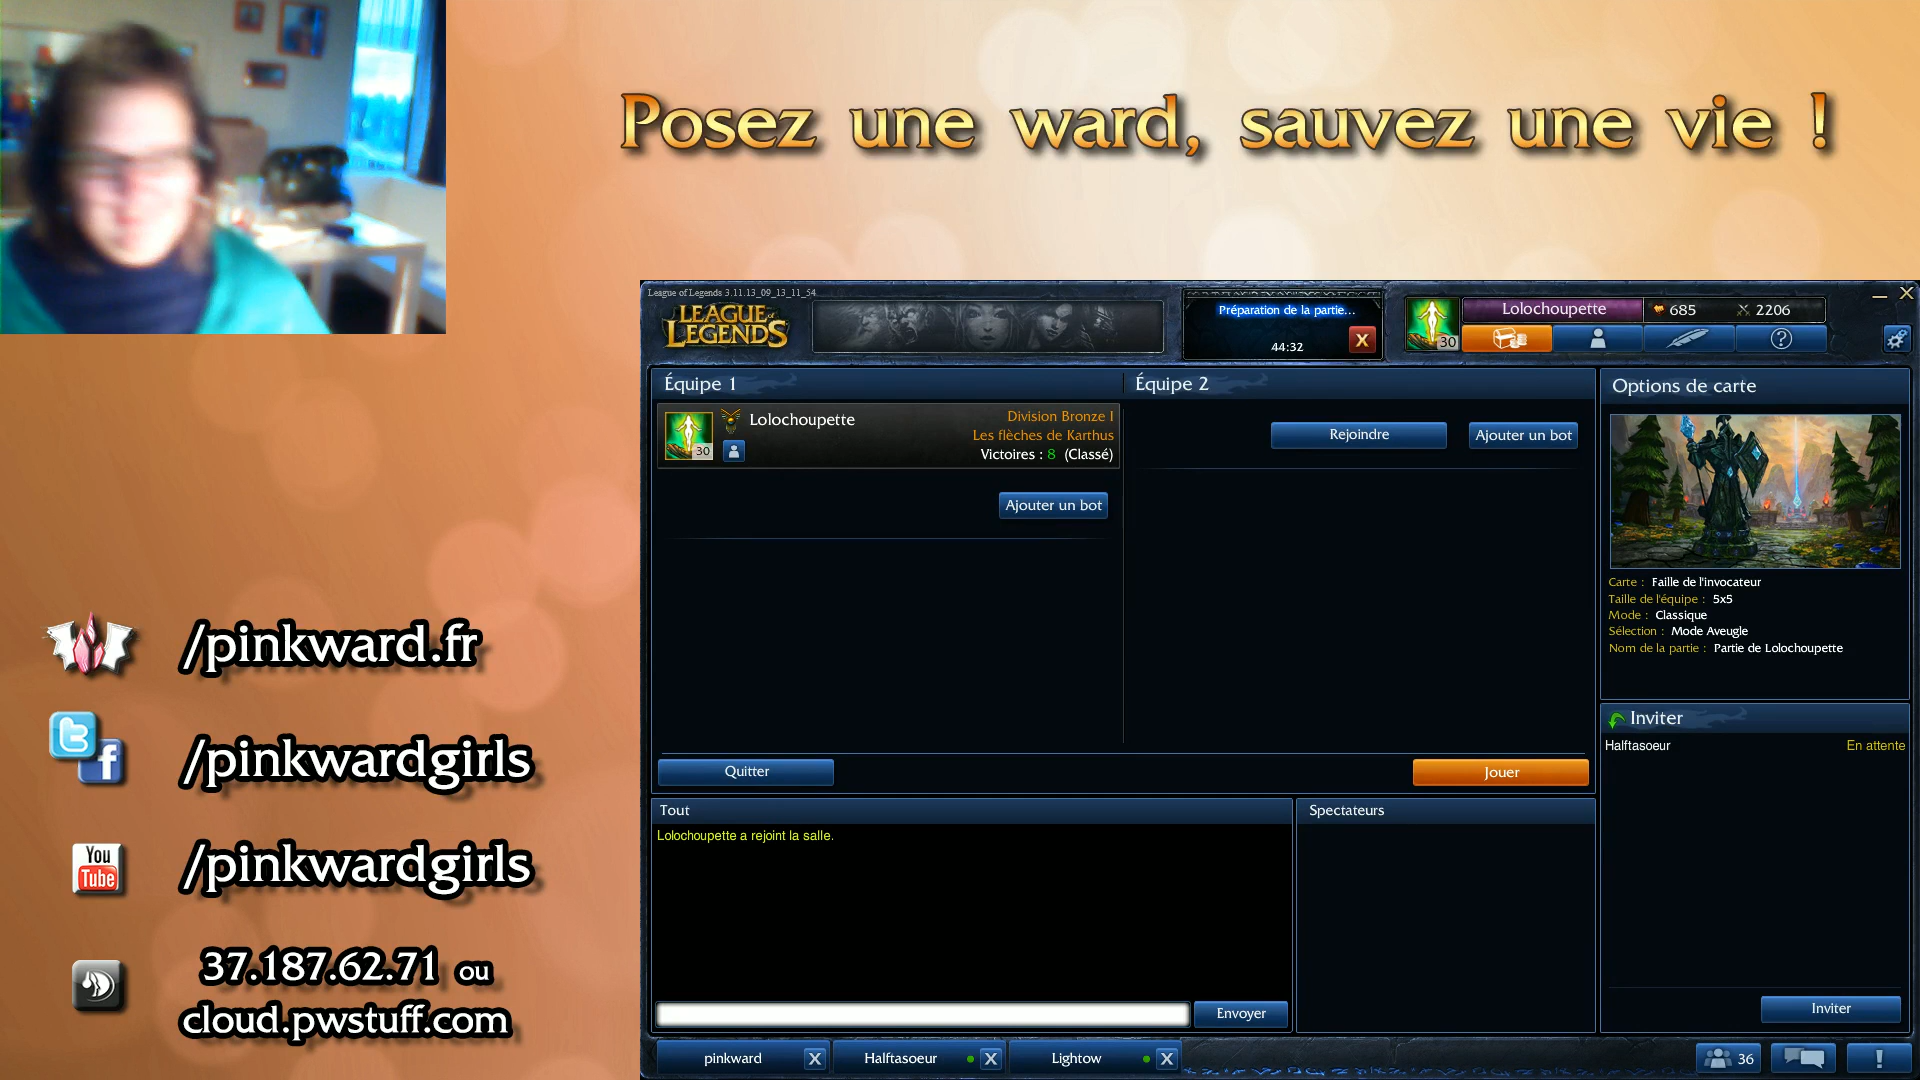 Posez une ward, sauvez une vie !
/pinkward.fr
/pinkwardgirls
You
Tube
/pinkwardgirls
37.187.62.71 ou
cloud.pwstuff.com
League of Legends 3.11.13_09_13_11_54
LEAGUE of
LEGENDS
Préparation de la partie...
44:32
X
30
Lolochoupette
685
2206
?
Équipe 1
Équipe 2
Lolochoupette
30
Division Bronze I
Les flèches de Karthus
Victoires : 8 (Classé)
Ajouter un bot
Rejoindre
Ajouter un bot
Quitter
Jouer
Options de carte
Carte : Faille de l'invocateur
Taille de l'équipe : 5x5
Mode : Classique
Sélection : Mode Aveugle
Nom de la partie : Partie de Lolochoupette
Inviter
Halftasoeur En attente
Inviter
Tout
Lolochoupette a rejoint la salle.
Envoyer
Spectateurs
pinkward X
Halftasoeur X
Lightow X
36
!